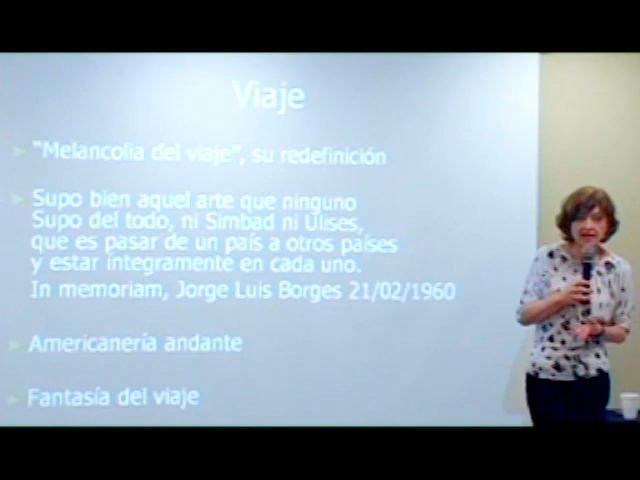 Viaje
"Melancolia del viaje", su redefinición
Supo bien aquel arte que ninguno
Supo del todo, ni Simbad ni Ulises,
que es pasar de un país a otros países
y estar integramente en cada uno.
In memoriam, Jorge Luis Borges 21/02/1960
Americanería andante
Fantasía del viaje